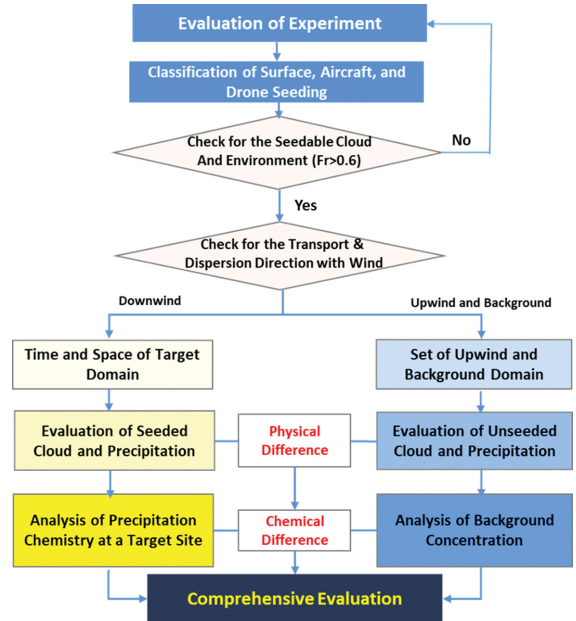 Evaluation of Experiment
Classification of Surface, Aircraft, and
Drone Seeding
Check for the Seedable Cloud
And Environment (Fr>0.6)
No
Yes
Check for the Transport &
Dispersion Direction with Wind
Downwind
Upwind and Background
Time and Space of Target
Domain
Set of Upwind and
Background Domain
Evaluation of Seeded
Cloud and Precipitation
Physical
Difference
Evaluation of Unseeded
Cloud and Precipitation
Analysis of Precipitation
Chemistry at a Target Site
Chemical
Difference
Analysis of Background
Concentration
Comprehensive Evaluation